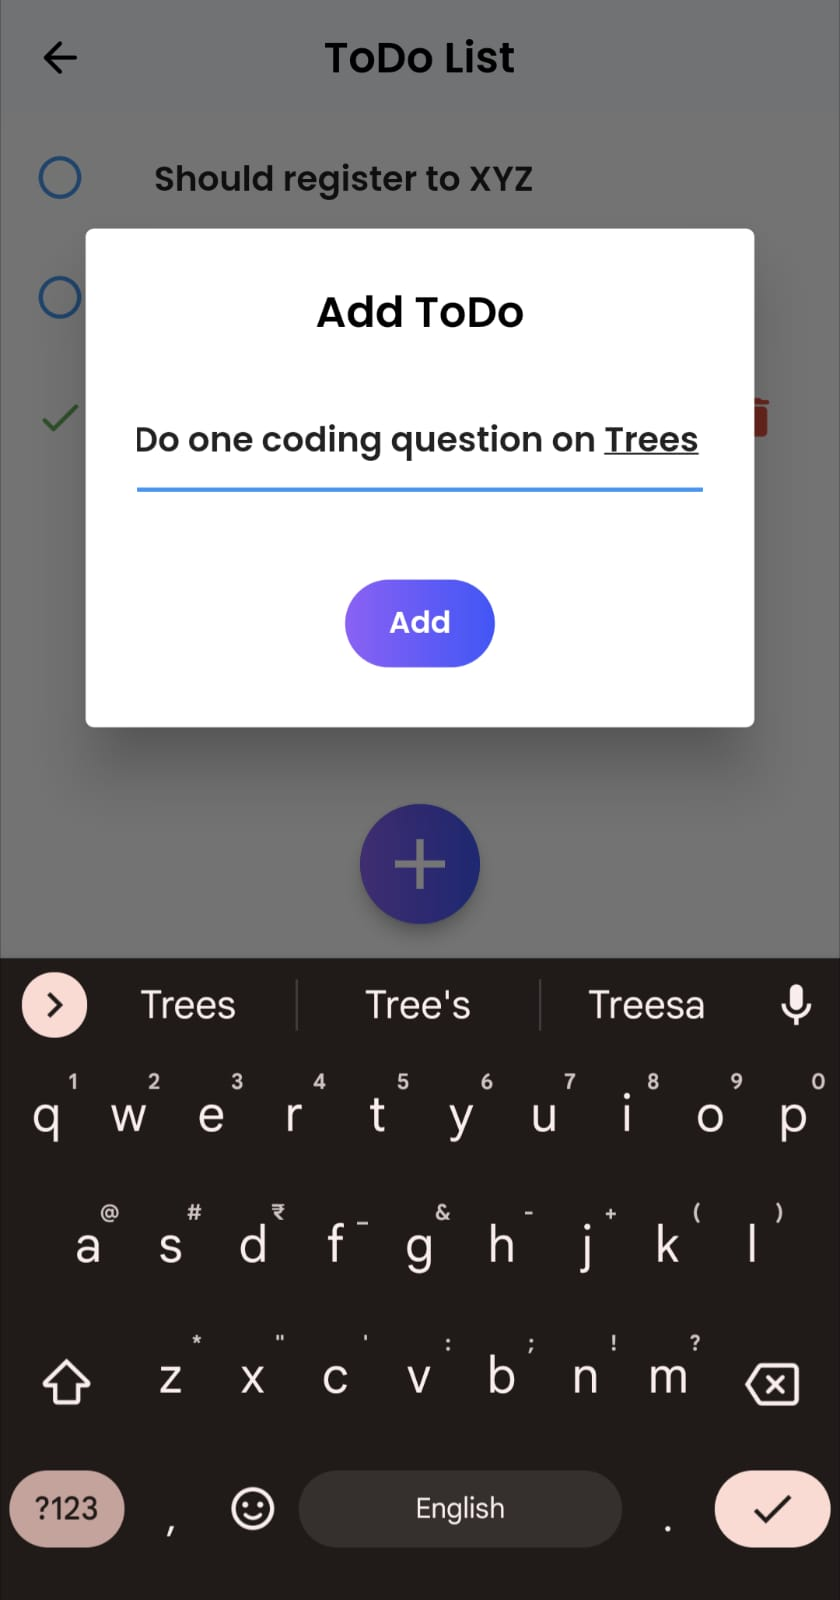 ToDo List
Should register to XYZ
Add ToDo
Do one coding question on Trees
Add
Trees Tree's Treesa
1 2 3 4 5 6 7 8 9 0
q w e r t y u i o p
@ # ₹ _ & - + ( )
a s d f g h j k l
* " ' : ; ! ?
z x c v b n m
?123 , English .